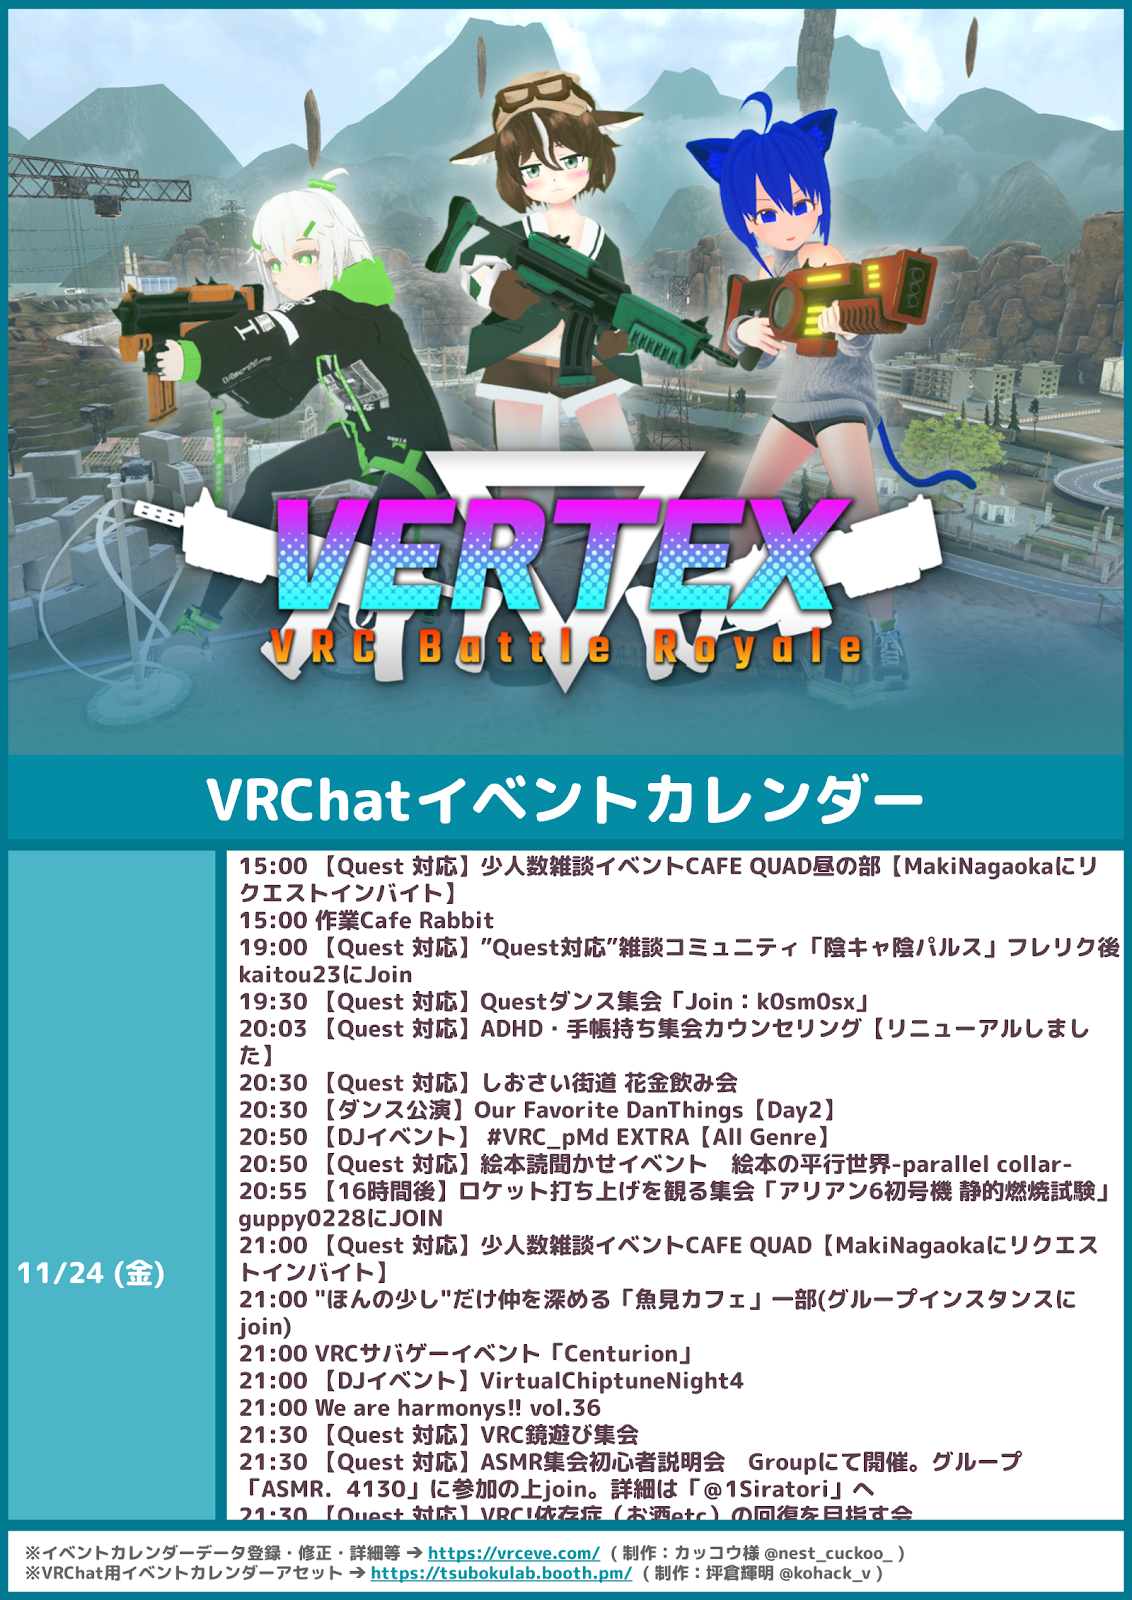 VERTEX
VRC Battle Royale
VRChatイベントカレンダー
11/24 (金)
15:00 【Quest 対応】少人数雑談イベントCAFE QUAD昼の部【MakiNagaokaにリ
クエストインバイト】
15:00 作業Cafe Rabbit
19:00 【Quest 対応】”Quest対応”雑談コミュニティ「陰キャ陰パルス」フレリク後
kaitou23にJoin
19:30 【Quest 対応】Questダンス集会「Join：k0sm0sx」
20:03 【Quest 対応】ADHD・手帳持ち集会カウンセリング【リニューアルしまし
た】
20:30 【Quest 対応】しおさい街道 花金飲み会
20:30 【ダンス公演】Our Favorite DanThings【Day2】
20:50 【DJイベント】 #VRC_pMd EXTRA【All Genre】
20:50 【Quest 対応】絵本読聞かせイベント　絵本の平行世界-parallel collar-
20:55 【16時間後】ロケット打ち上げを観る集会「アリアン6初号機 静的燃焼試験」
guppy0228にJOIN
21:00 【Quest 対応】少人数雑談イベントCAFE QUAD【MakiNagaokaにリクエス
トインバイト】
21:00 "ほんの少し"だけ仲を深める「魚見カフェ」一部(グループインスタンスに
join)
21:00 VRCサバゲーイベント「Centurion」
21:00 【DJイベント】VirtualChiptuneNight4
21:00 We are harmonys!! vol.36
21:30 【Quest 対応】VRC鏡遊び集会
21:30 【Quest 対応】ASMR集会初心者説明会　Groupにて開催。グループ
「ASMR．4130」に参加の上join。詳細は「@1Siratori」へ
21:30 【Quest 対応】VRC!依存症（お酒etc）の回復を目指す会
※イベントカレンダーデータ登録・修正・詳細等 ➔ https://vrceve.com/ ( 制作：カッコウ様 @nest_cuckoo_ )
※VRChat用イベントカレンダーアセット ➔ https://tsubokulab.booth.pm/ ( 制作：坪倉輝明 @kohack_v )